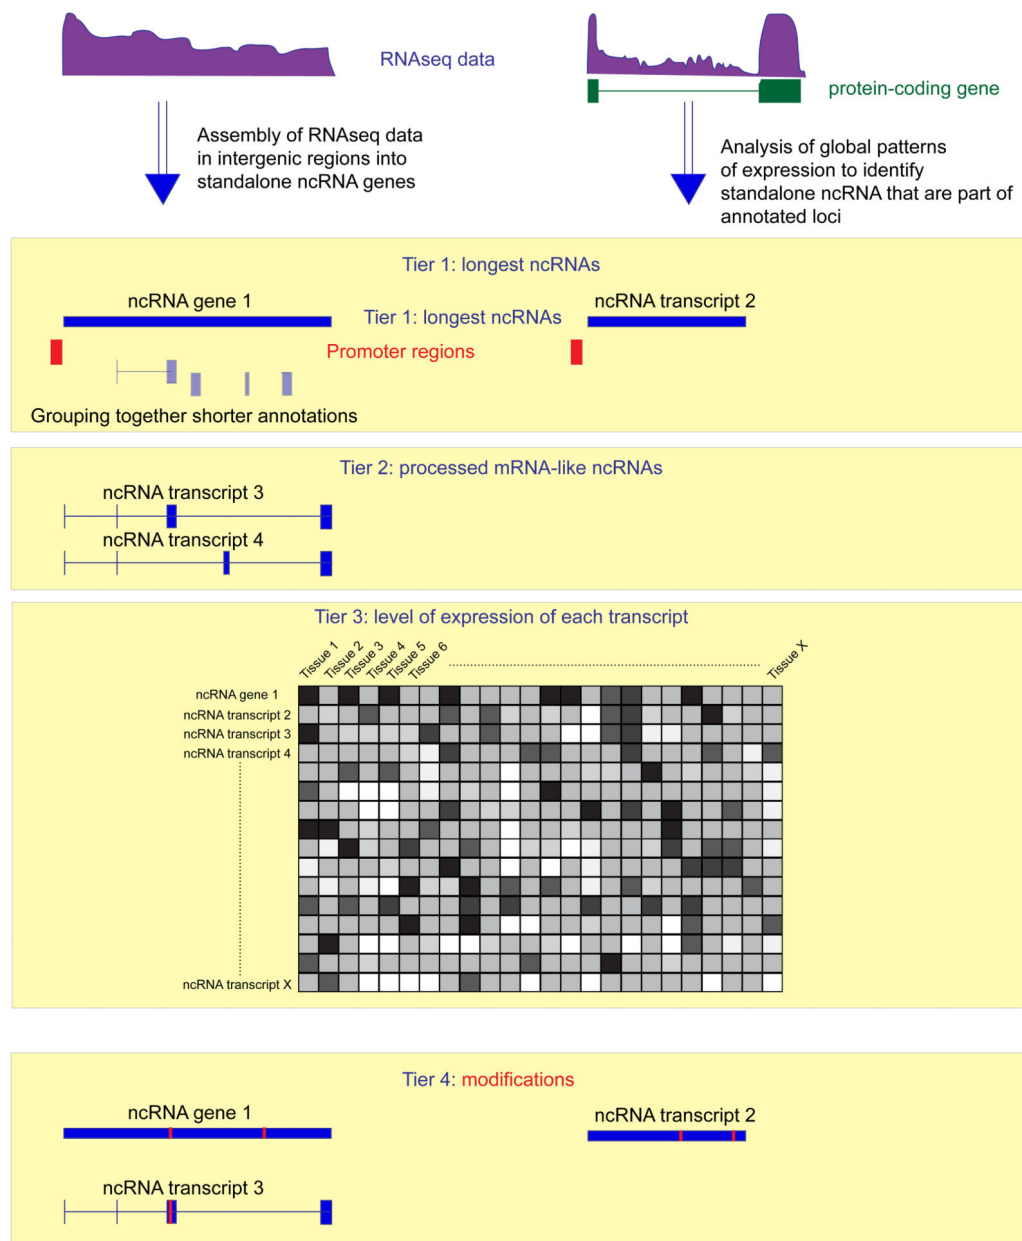 RNAseq data
protein-coding gene
Assembly of RNAseq data
in intergenic regions into
standalone ncRNA genes
Analysis of global patterns
of expression to identify
standalone ncRNA that are part of
annotated loci
Tier 1: longest ncRNAs
ncRNA gene 1
Tier 1: longest ncRNAs
ncRNA transcript 2
Promoter regions
Grouping together shorter annotations
Tier 2: processed mRNA-like ncRNAs
ncRNA transcript 3
ncRNA transcript 4
Tier 3: level of expression of each transcript
Tissue 1
Tissue 2
Tissue 3
Tissue 4
Tissue 5
Tissue 6
Tissue X
ncRNA gene 1
ncRNA transcript 2
ncRNA transcript 3
ncRNA transcript 4
ncRNA transcript X
Tier 4: modifications
ncRNA gene 1
ncRNA transcript 2
ncRNA transcript 3